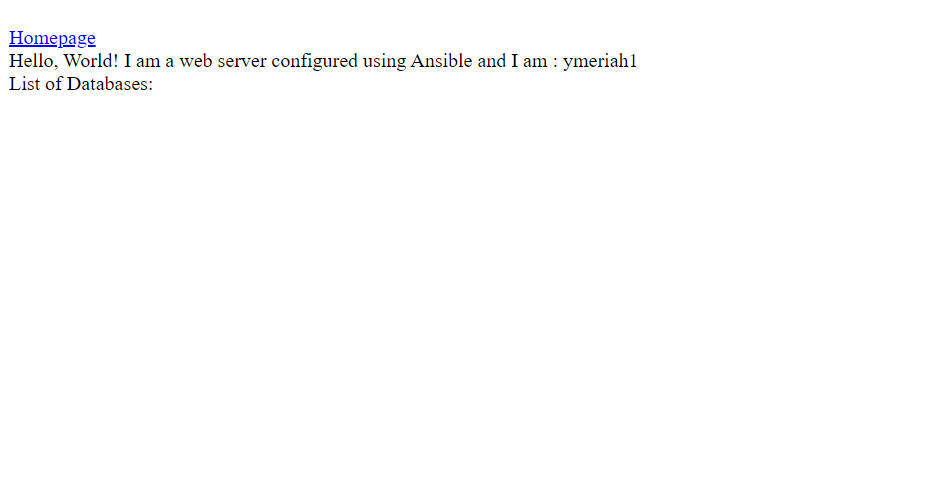 Homepage
Hello, World! I am a web server configured using Ansible and I am : ymeriah1
List of Databases: